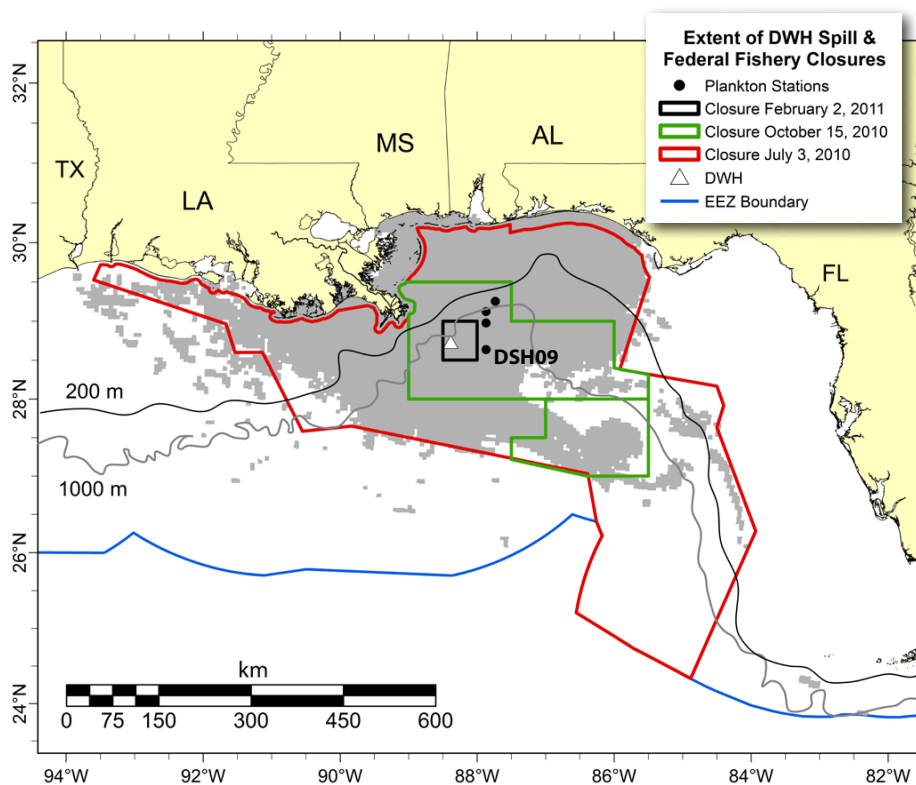 Extent of DWH Spill &
Federal Fishery Closures
Plankton Stations
Closure February 2, 2011
Closure October 15, 2010
Closure July 3, 2010
DWH
EEZ Boundary
32°N
30°N
28°N
26°N
24°N
TX
LA
MS
AL
FL
DSH09
200 m
1000 m
km
0 75 150 300 450 600
94°W 92°W 90°W 88°W 86°W 84°W 82°W